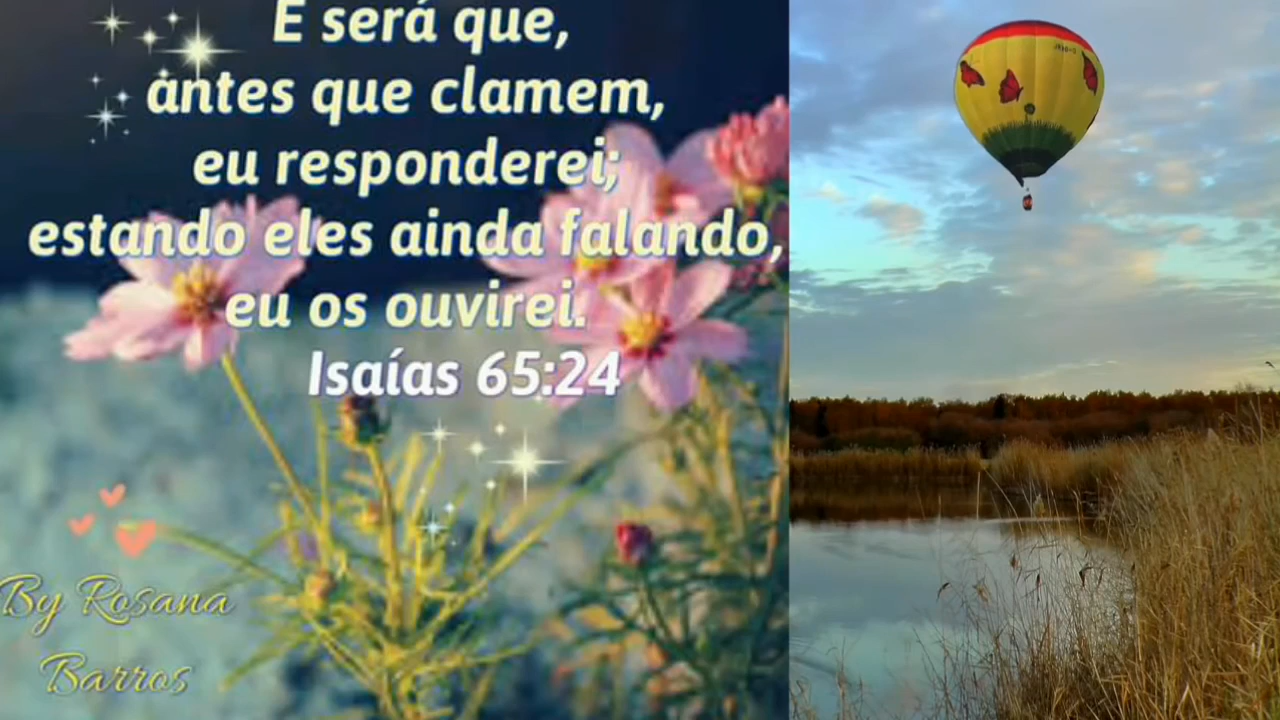 E será que,
antes que clamem,
eu responderei;
estando eles ainda falando,
eu os ouvirei.
Isaías 65:24
By Rosana
Barros